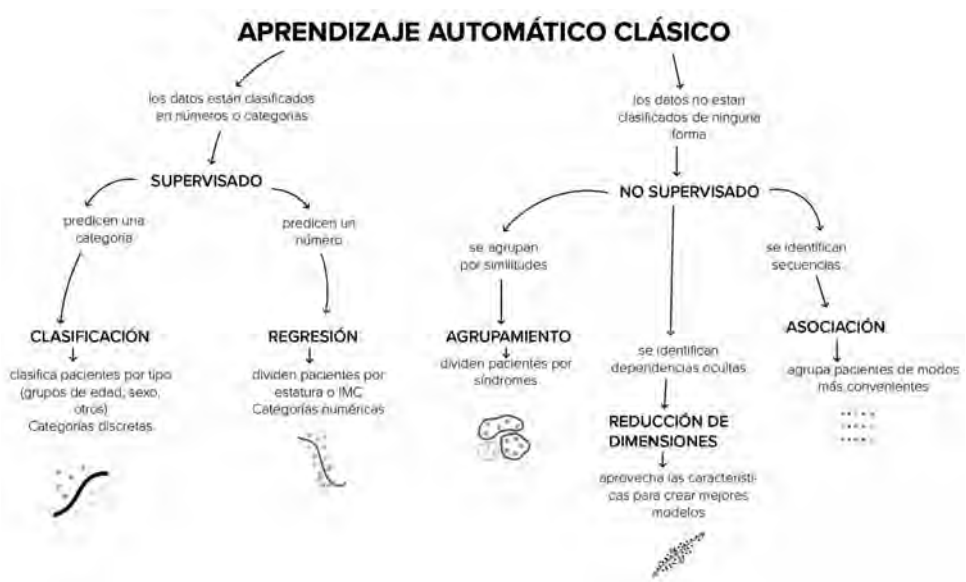 APRENDIZAJE AUTOMÁTICO CLÁSICO
los datos están clasificados
en números o categorías
SUPERVISADO
predicen una
categoría
CLASIFICACIÓN
clasifica pacientes por tipo
(grupos de edad, sexo,
otros)
Categorías discretas
predicen un
número
REGRESIÓN
dividen pacientes por
estatura o IMC
Categorías numéricas
los datos no están
clasificados de ninguna
forma
NO SUPERVISADO
se agrupan
por similitudes
AGRUPAMIENTO
dividen pacientes por
síndromes
se identifican
dependencias ocultas
REDUCCIÓN DE
DIMENSIONES
aprovecha las característi-
cas para crear mejores
modelos
se identifican
secuencias
ASOCIACIÓN
agrupa pacientes de modos
más convenientes